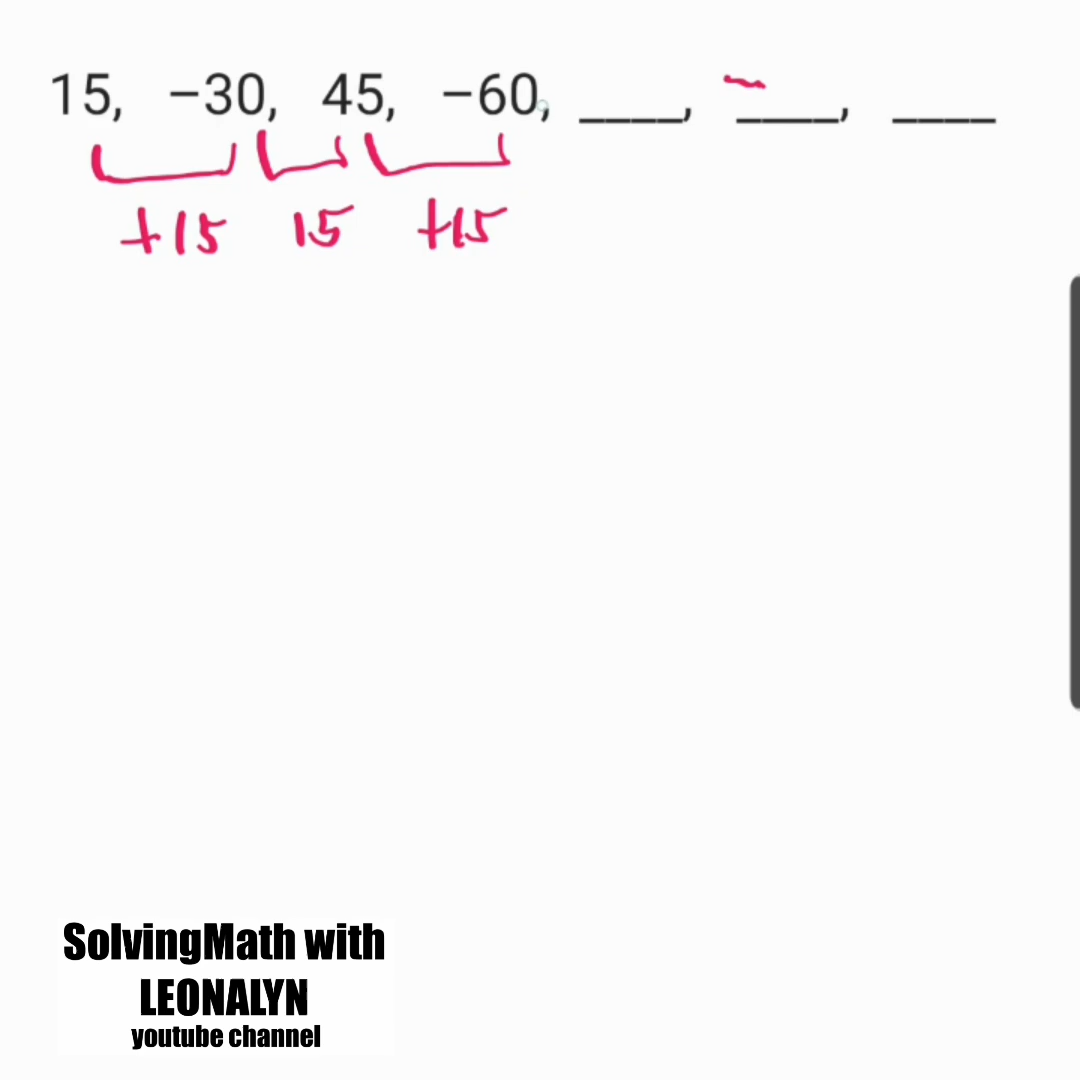 15, −30, 45, −60, ____, –____, ____
+15 15 +15
SolvingMath with
LEONALYN
youtube channel